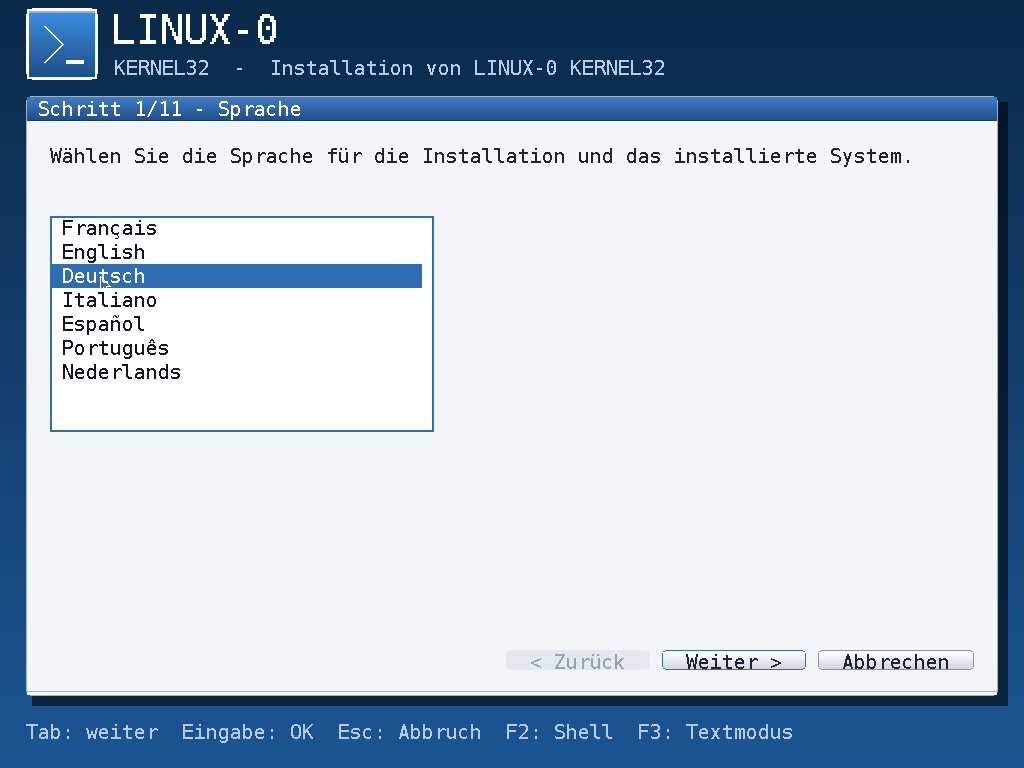 LINUX-0
KERNEL32  -  Installation von LINUX-0 KERNEL32
Schritt 1/11 - Sprache
Wählen Sie die Sprache für die Installation und das installierte System.
Français
English
Deutsch
Italiano
Español
Português
Nederlands
< Zurück  Weiter >  Abbrechen
Tab: weiter  Eingabe: OK  Esc: Abbruch  F2: Shell  F3: Textmodus